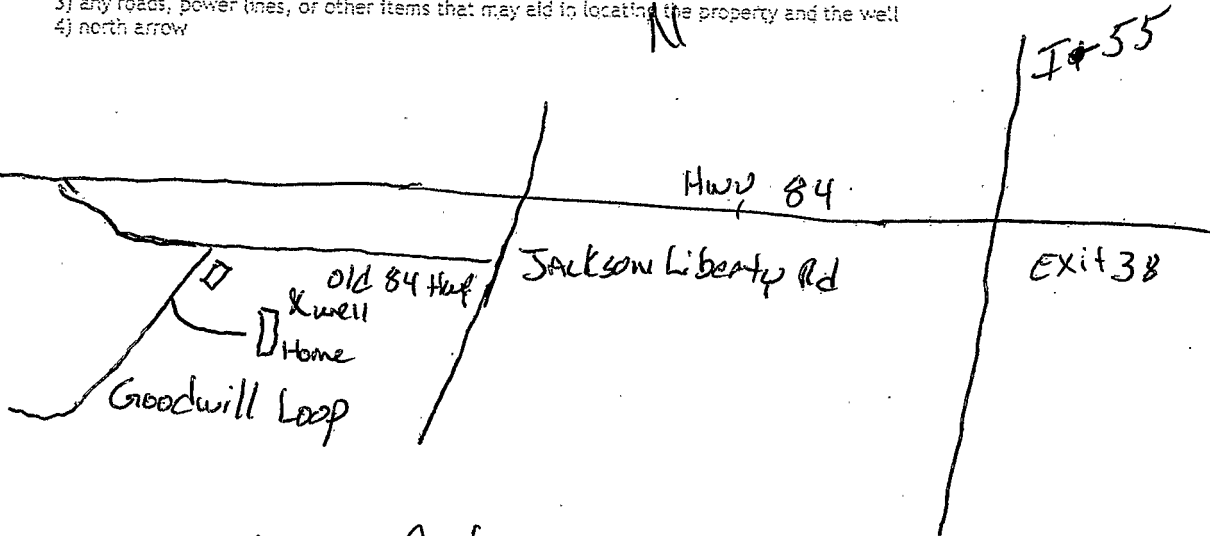 3) any roads, power lines, or other items that may aid in locating the property and the well
4) north arrow
N
I-55
Hwy 84
Jackson Liberty Rd
Exit 38
Old 84 Hwy
X well
Home
Goodwill Loop